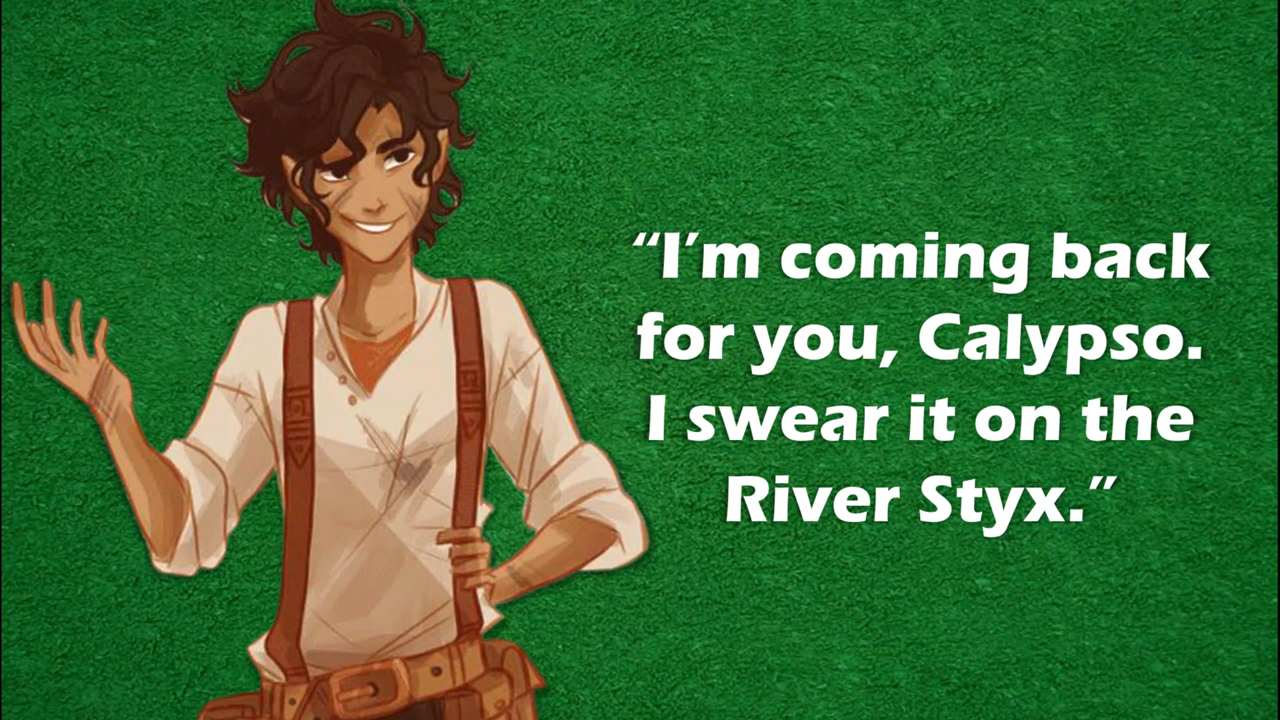 “I’m coming back
for you, Calypso.
I swear it on the
River Styx.”